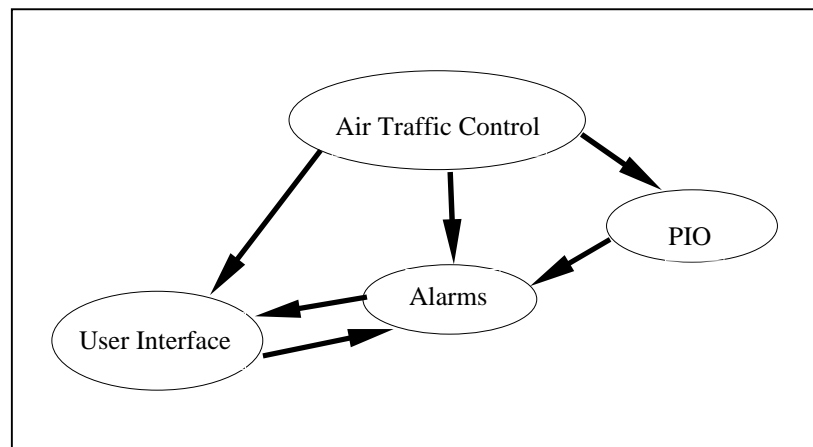 Air Traffic Control
PIO
Alarms
User Interface